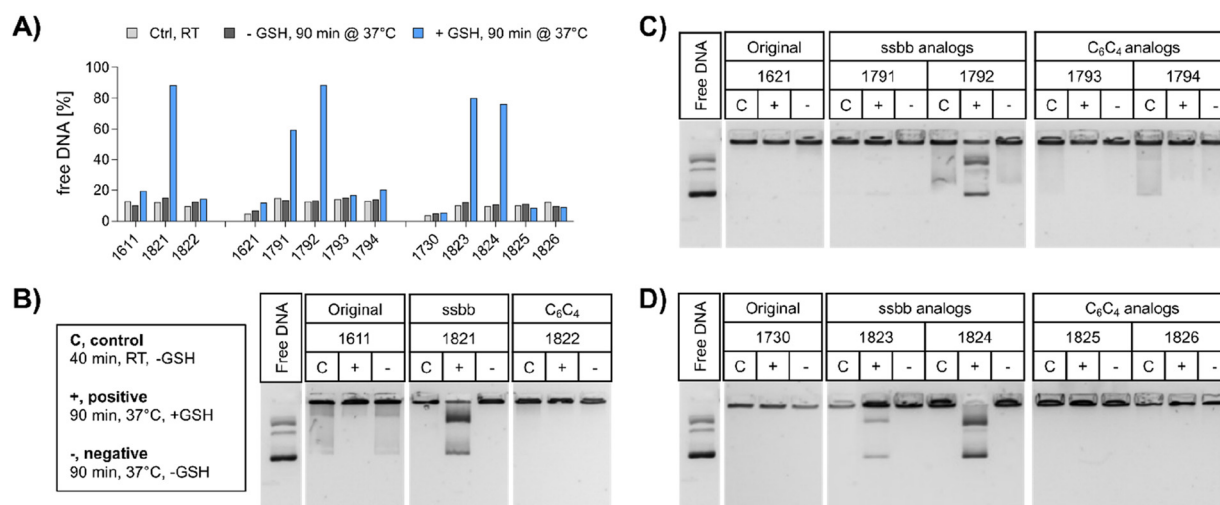 A)
Ctrl, RT
- GSH, 90 min @ 37°C
+ GSH, 90 min @ 37°C
free DNA [%]
100
80
60
40
20
0
1611
1821
1822
1621
1791
1792
1793
1794
1730
1823
1824
1825
1826
B)
C, control
40 min, RT, -GSH
+, positive
90 min, 37°C, +GSH
-, negative
90 min, 37°C, -GSH
Free DNA
Original
ssbb
C₆C₄
1611
1821
1822
C + - C + - C + -
C)
Free DNA
Original
ssbb analogs
C₆C₄ analogs
1621
1791
1792
1793
1794
C + - C + - C + - C + - C + -
D)
Free DNA
Original
ssbb analogs
C₆C₄ analogs
1730
1823
1824
1825
1826
C + - C + - C + - C + - C + -